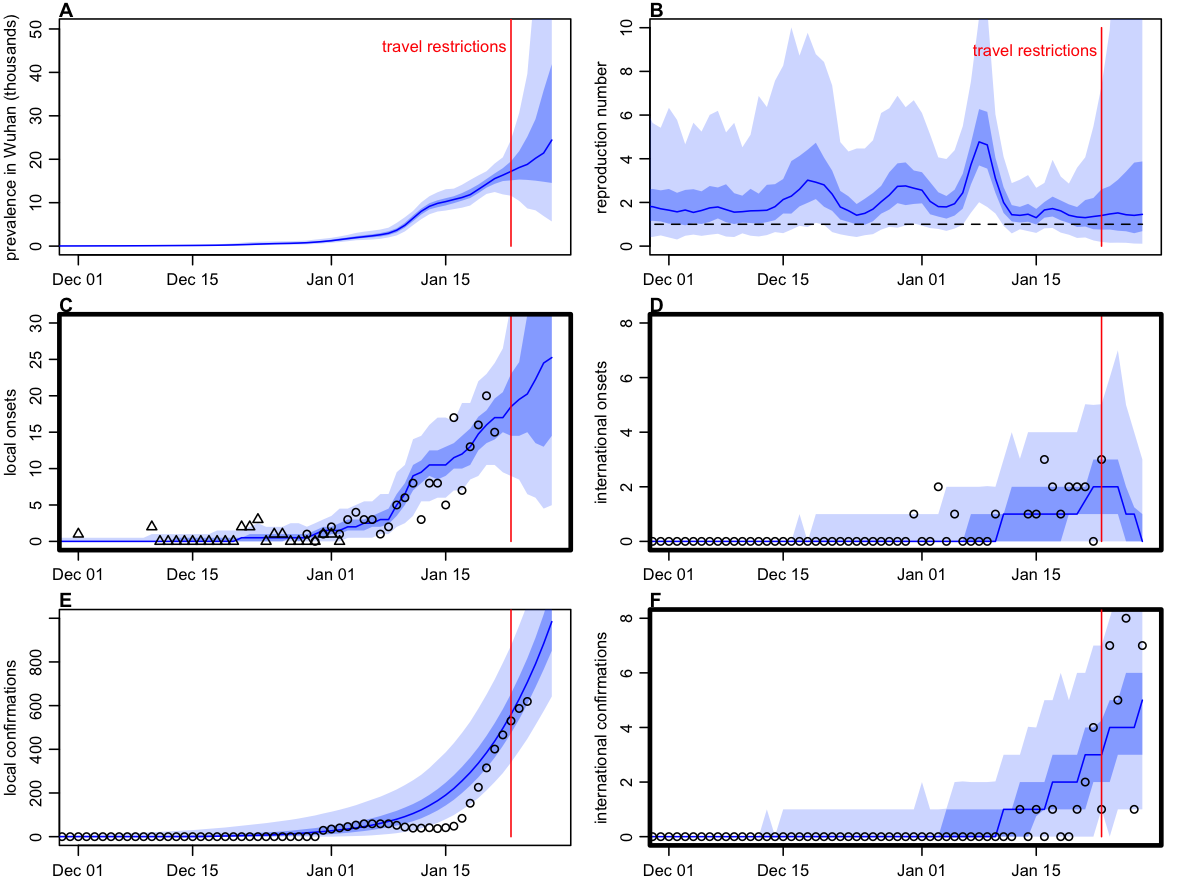 A
prevalence in Wuhan (thousands)
50
40
30
20
10
0
travel restrictions
Dec 01
Dec 15
Jan 01
Jan 15
B
reproduction number
10
8
6
4
2
0
travel restrictions
Dec 01
Dec 15
Jan 01
Jan 15
C
local onsets
30
25
20
15
10
5
0
Dec 01
Dec 15
Jan 01
Jan 15
D
international onsets
8
6
4
2
0
Dec 01
Dec 15
Jan 01
Jan 15
E
local confirmations
800
600
400
200
0
Dec 01
Dec 15
Jan 01
Jan 15
F
international confirmations
8
6
4
2
0
Dec 01
Dec 15
Jan 01
Jan 15